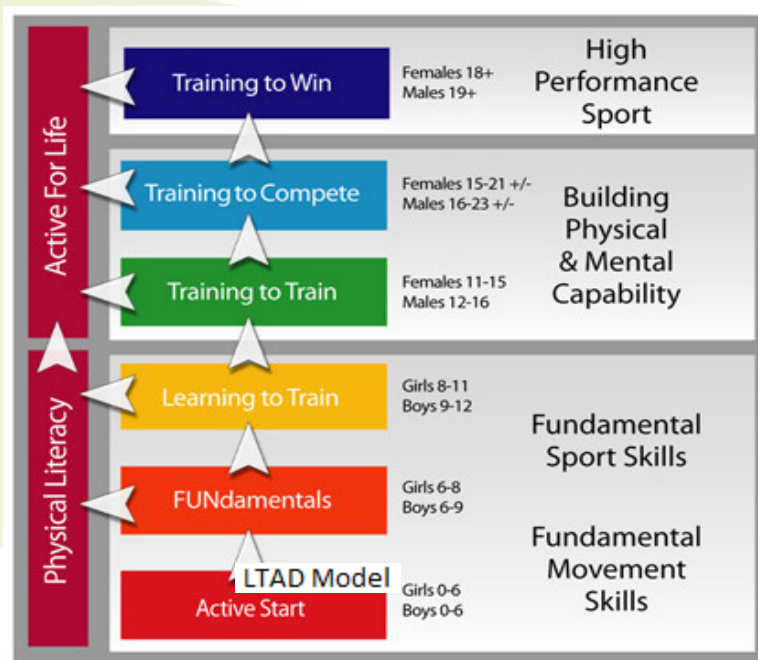 Active For Life
Training to Win
Females 18+
Males 19+
High
Performance
Sport
Training to Compete
Females 15-21 +/-
Males 16-23 +/-
Training to Train
Females 11-15
Males 12-16
Building
Physical
& Mental
Capability
Physical Literacy
Learning to Train
Girls 8-11
Boys 9-12
Fundamental
Sport Skills
FUNdamentals
Girls 6-8
Boys 6-9
LTAD Model
Active Start
Girls 0-6
Boys 0-6
Fundamental
Movement
Skills